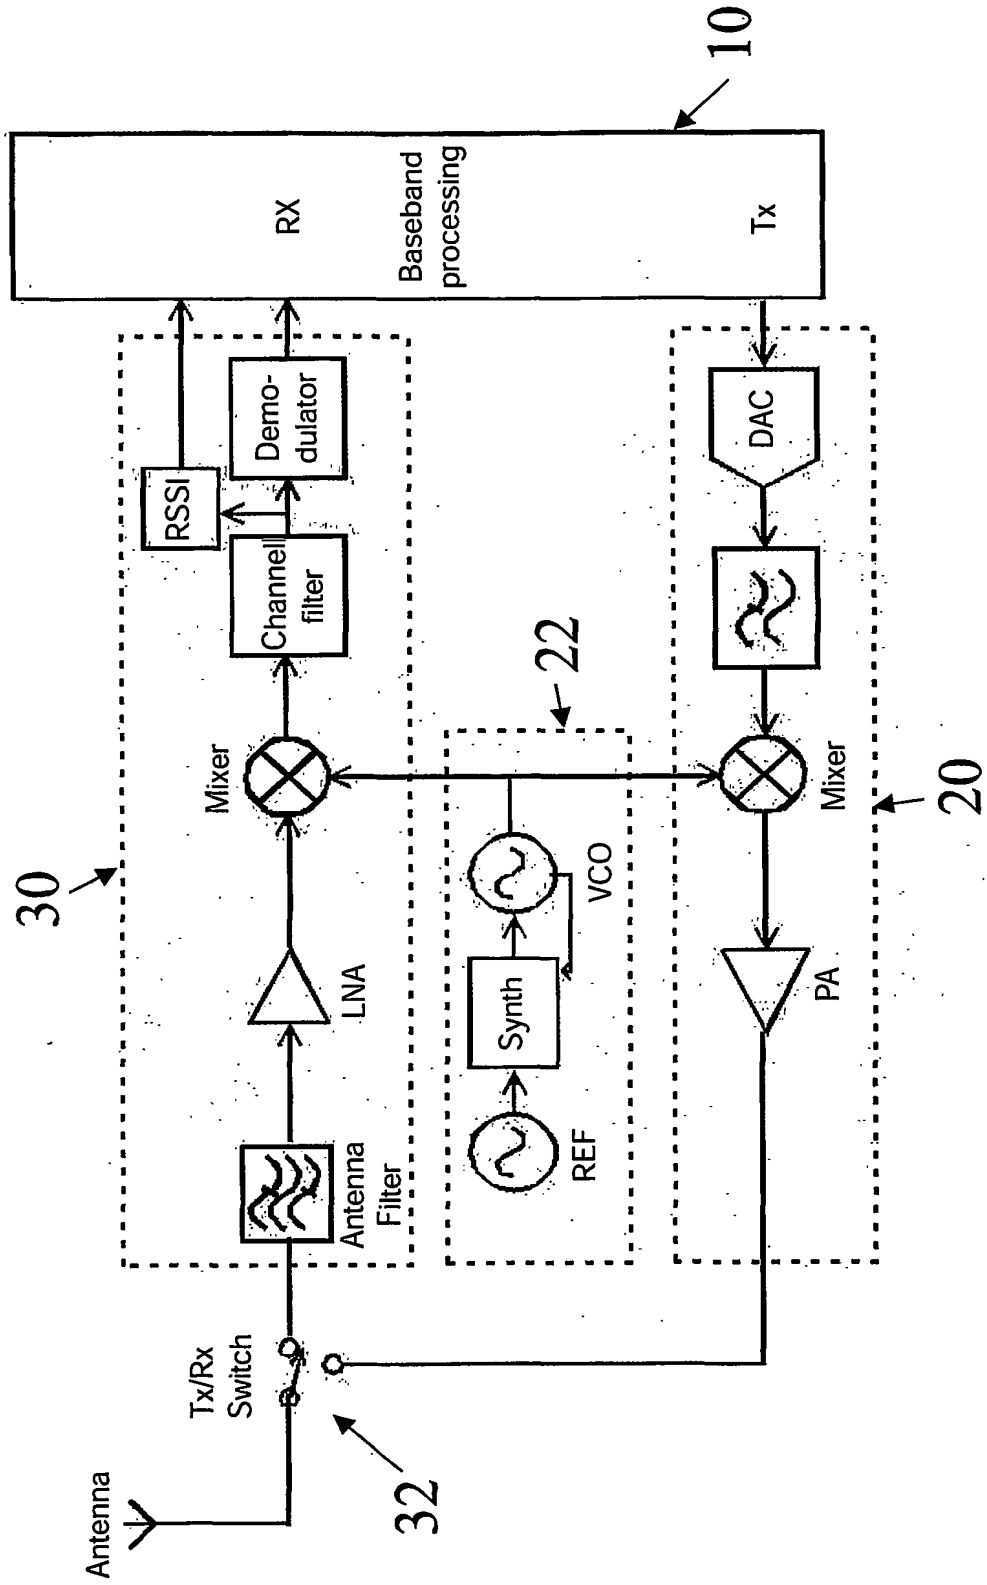 Antenna
Tx/Rx
Switch
32
30
Antenna
Filter
LNA
Mixer
Channel
filter
RSSI
Demo-
dulator
RX
Baseband
processing
Tx
10
REF
Synth
VCO
22
PA
Mixer
DAC
20